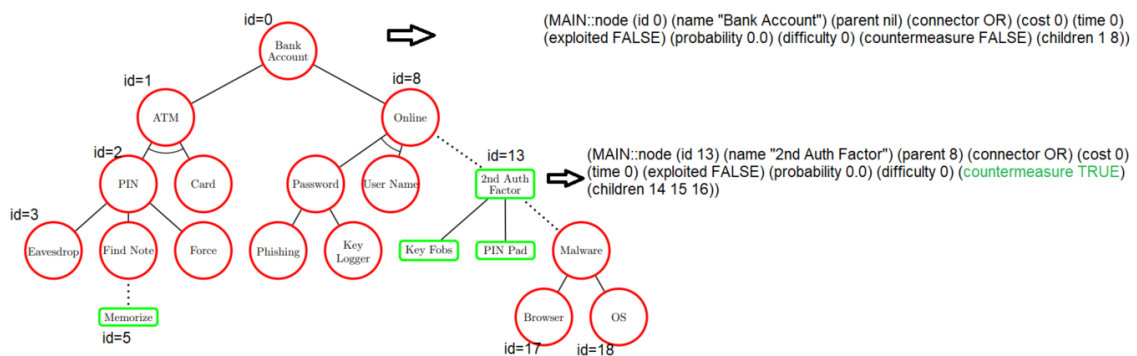 id=0
(MAIN::node (id 0) (name "Bank Account") (parent nil) (connector OR) (cost 0) (time 0)
(exploited FALSE) (probability 0.0) (difficulty 0) (countermeasure FALSE) (children 1 8))
Bank
Account
id=1
id=8
ATM
Online
id=2
id=13
(MAIN::node (id 13) (name "2nd Auth Factor") (parent 8) (connector OR) (cost 0)
(time 0) (exploited FALSE) (probability 0.0) (difficulty 0) (countermeasure TRUE)
(children 14 15 16))
PIN
Card
Password
User Name
2nd Auth
Factor
id=3
Eavesdrop
Find Note
Force
Phishing
Key
Logger
Key Fobs
PIN Pad
Malware
Memorize
id=5
Browser
OS
id=17
id=18